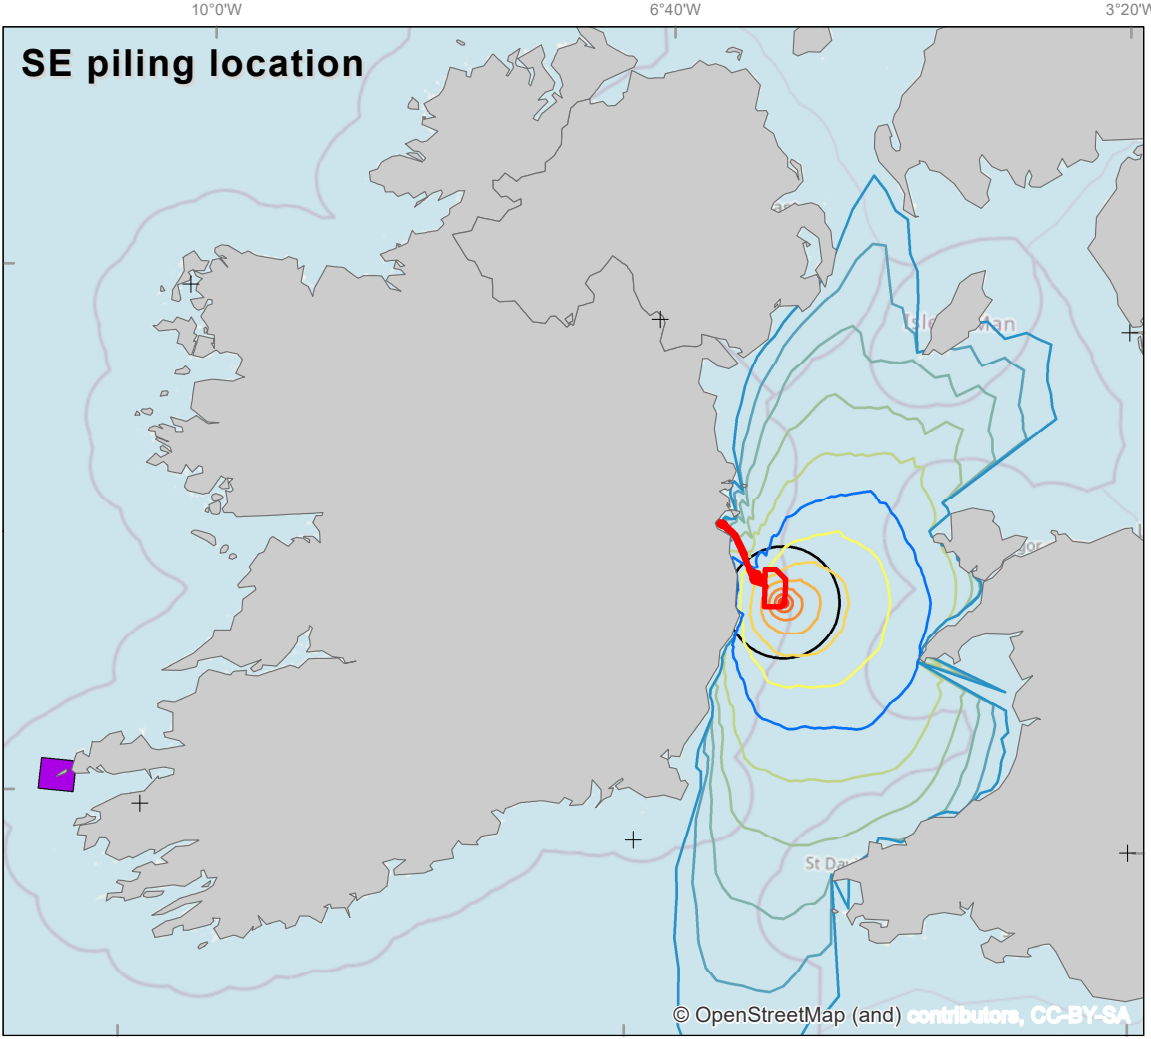 10°0'W
6°40'W
3°20'W
SE piling location
Isle Man
St Dav
© OpenStreetMap (and) contributors, CC-BY-SA